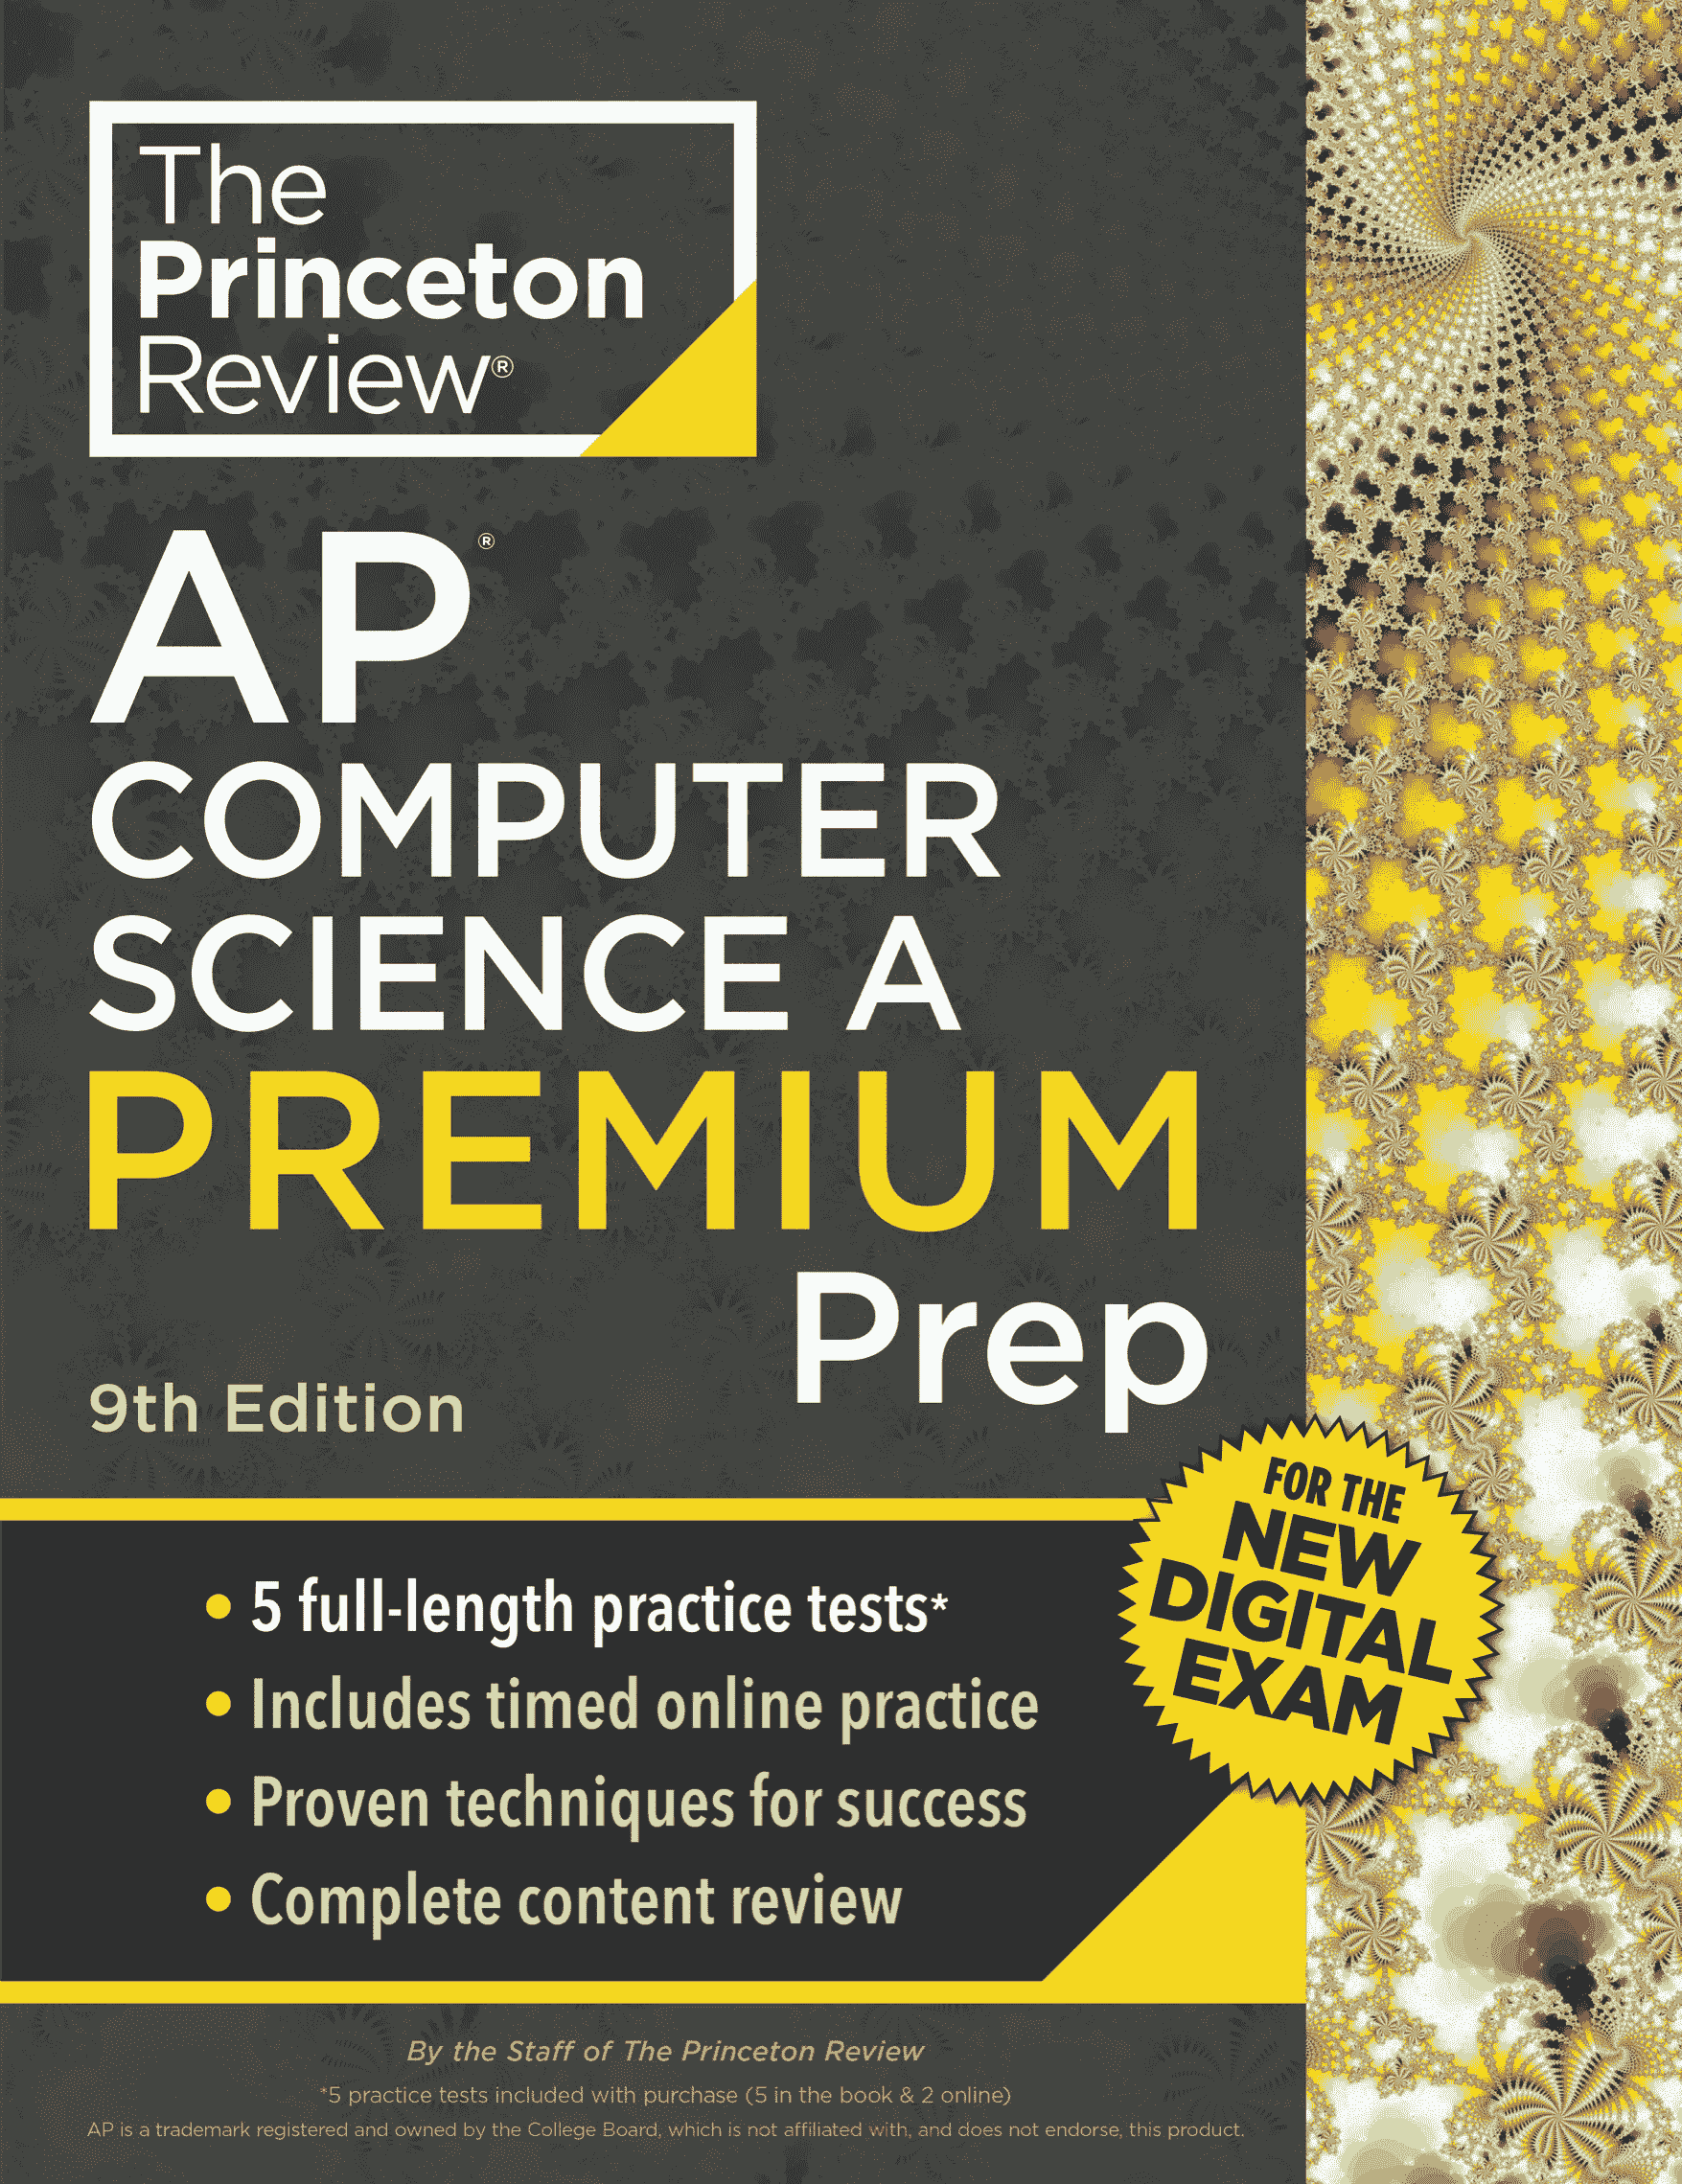 The
Princeton
Review®
AP®
COMPUTER
SCIENCE A
PREMIUM
Prep
9th Edition
FOR THE
NEW
DIGITAL
EXAM
• 5 full-length practice tests*
• Includes timed online practice
• Proven techniques for success
• Complete content review
By the Staff of The Princeton Review
*5 practice tests included with purchase (5 in the book & 2 online)
AP is a trademark registered and owned by the College Board, which is not affiliated with, and does not endorse, this product.